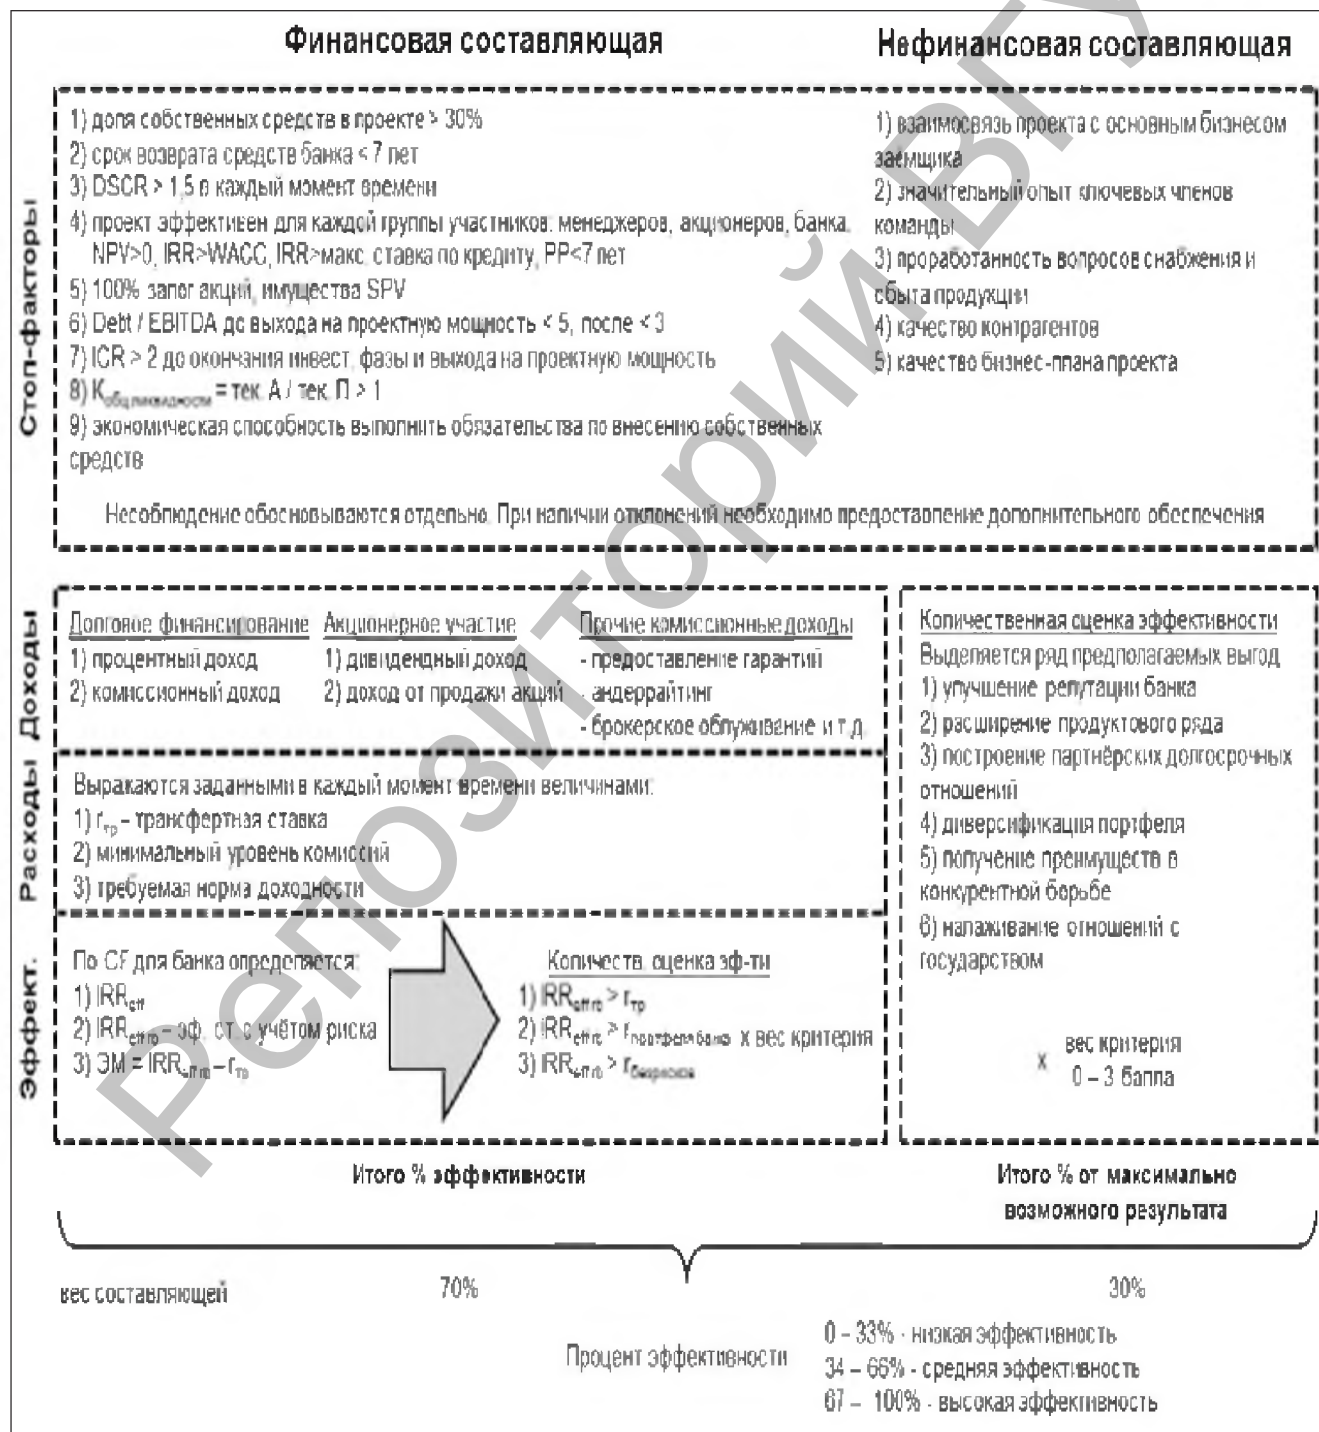 Финансовая составляющая
Нефинансовая составляющая
Стоп-факторы
1) доля собственных средств в проекте > 30%
2) срок возврата средств банка < 7 лет
3) DSCR > 1,5 в каждый момент времени
4) проект эффективен для каждой группы участников: менеджеров, акционеров, банка
NPV>0, IRR>WACC, IRR>макс. ставка по кредиту, PP<7 лет
5) 100% залог акций, имущества SPV
6) Debt / EBITDA до выхода на проектную мощность < 5, после < 3
7) ICR > 2 до окончания инвест. фазы и выхода на проектную мощность
8) Кобщ.ликвидности = тек. А / тек. П > 1
9) экономическая способность выполнить обязательства по внесению собственных
средств
1) взаимосвязь проекта с основным бизнесом
заёмщика
2) значительный опыт ключевых членов
команды
3) проработанность вопросов снабжения и
сбыта продукции
4) качество контрагентов
5) качество бизнес-плана проекта
Несоблюдение обосновываются отдельно. При наличии отклонений необходимо предоставление дополнительного обеспечения
Доходы
Долговое финансирование
1) процентный доход
2) комиссионный доход
Акционерное участие
1) дивидендный доход
2) доход от продажи акций
Прочие комиссионные доходы
- предоставление гарантий
- андеррайтинг
- брокерское облуживание и т.д.
Расходы
Выражаются заданными в каждый момент времени величинами:
1) rтр – трансфертная ставка
2) минимальный уровень комиссий
3) требуемая норма доходности
Эффект.
По CF для банка определяется:
1) IRReff
2) IRReff rb – эф. ст. с учётом риска
3) ЭМ = IRReff rb – rтр
Количеств. оценка эф-ти
1) IRReff rb > rтр
2) IRReff rb > rпортфеля банка х вес критерия
3) IRReff rb > rбезрисков
Количественная оценка эффективности
Выделяется ряд предполагаемых выгод
1) улучшение репутации банка
2) расширение продуктового ряда
3) построение партнёрских долгосрочных
отношений
4) диверсификация портфеля
5) получение преимуществ в
конкурентной борьбе
6) налаживание отношений с
государством
х вес критерия
0 – 3 балла
Итого % эффективности
Итого % от максимально
возможного результата
вес составляющей
70%
30%
Процент эффективности
0 – 33% - низкая эффективность
34 – 66% - средняя эффективность
67 – 100% - высокая эффективность
Репозиторий ВГУ